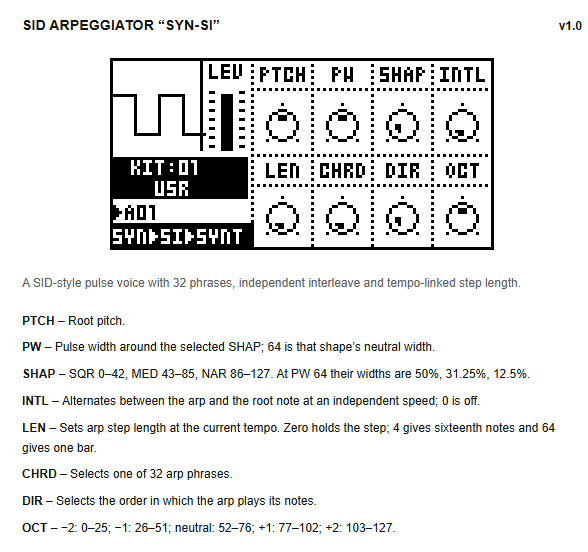 SID ARPEGGIATOR “SYN-SI” v1.0
LEV PTCH PW SHAP INTL
KIT:01
USR
LEN CHRD DIR OCT
A01
SYN▸SI▸SYNT
A SID-style pulse voice with 32 phrases, independent interleave and tempo-linked step length.
PTCH – Root pitch.
PW – Pulse width around the selected SHAP; 64 is that shape’s neutral width.
SHAP – SQR 0–42, MED 43–85, NAR 86–127. At PW 64 their widths are 50%, 31.25%, 12.5%.
INTL – Alternates between the arp and the root note at an independent speed; 0 is off.
LEN – Sets arp step length at the current tempo. Zero holds the step; 4 gives sixteenth notes and 64
gives one bar.
CHRD – Selects one of 32 arp phrases.
DIR – Selects the order in which the arp plays its notes.
OCT – −2: 0–25; −1: 26–51; neutral: 52–76; +1: 77–102; +2: 103–127.